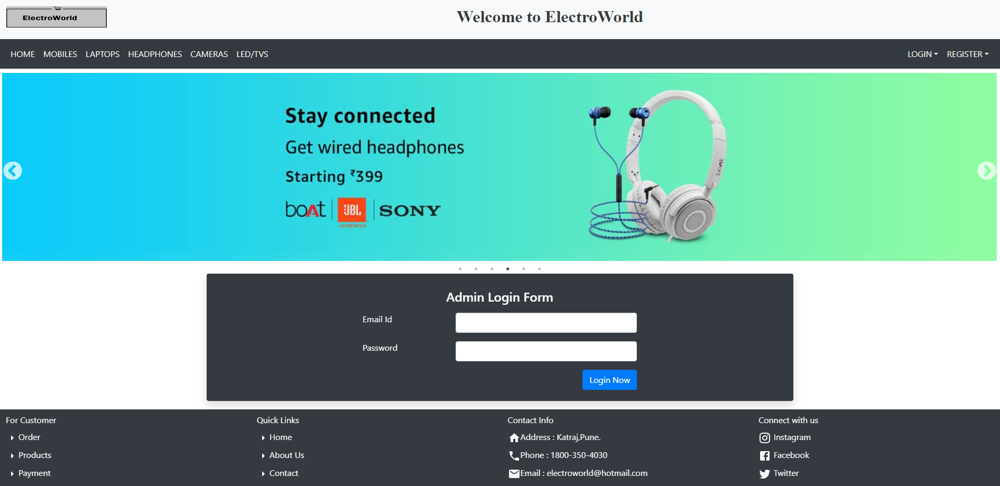 ElectroWorld
Welcome to ElectroWorld
HOME MOBILES LAPTOPS HEADPHONES CAMERAS LED/TVS LOGIN REGISTER
Stay connected
Get wired headphones
Starting ₹399
boAt JBL SONY
HARMAN
boAt
Admin Login Form
Email Id
Password
Login Now
For Customer
Order
Products
Payment
Quick Links
Home
About Us
Contact
Contact Info
Address : Katraj,Pune.
Phone : 1800-350-4030
Email : electroworld@hotmail.com
Connect with us
Instagram
Facebook
Twitter